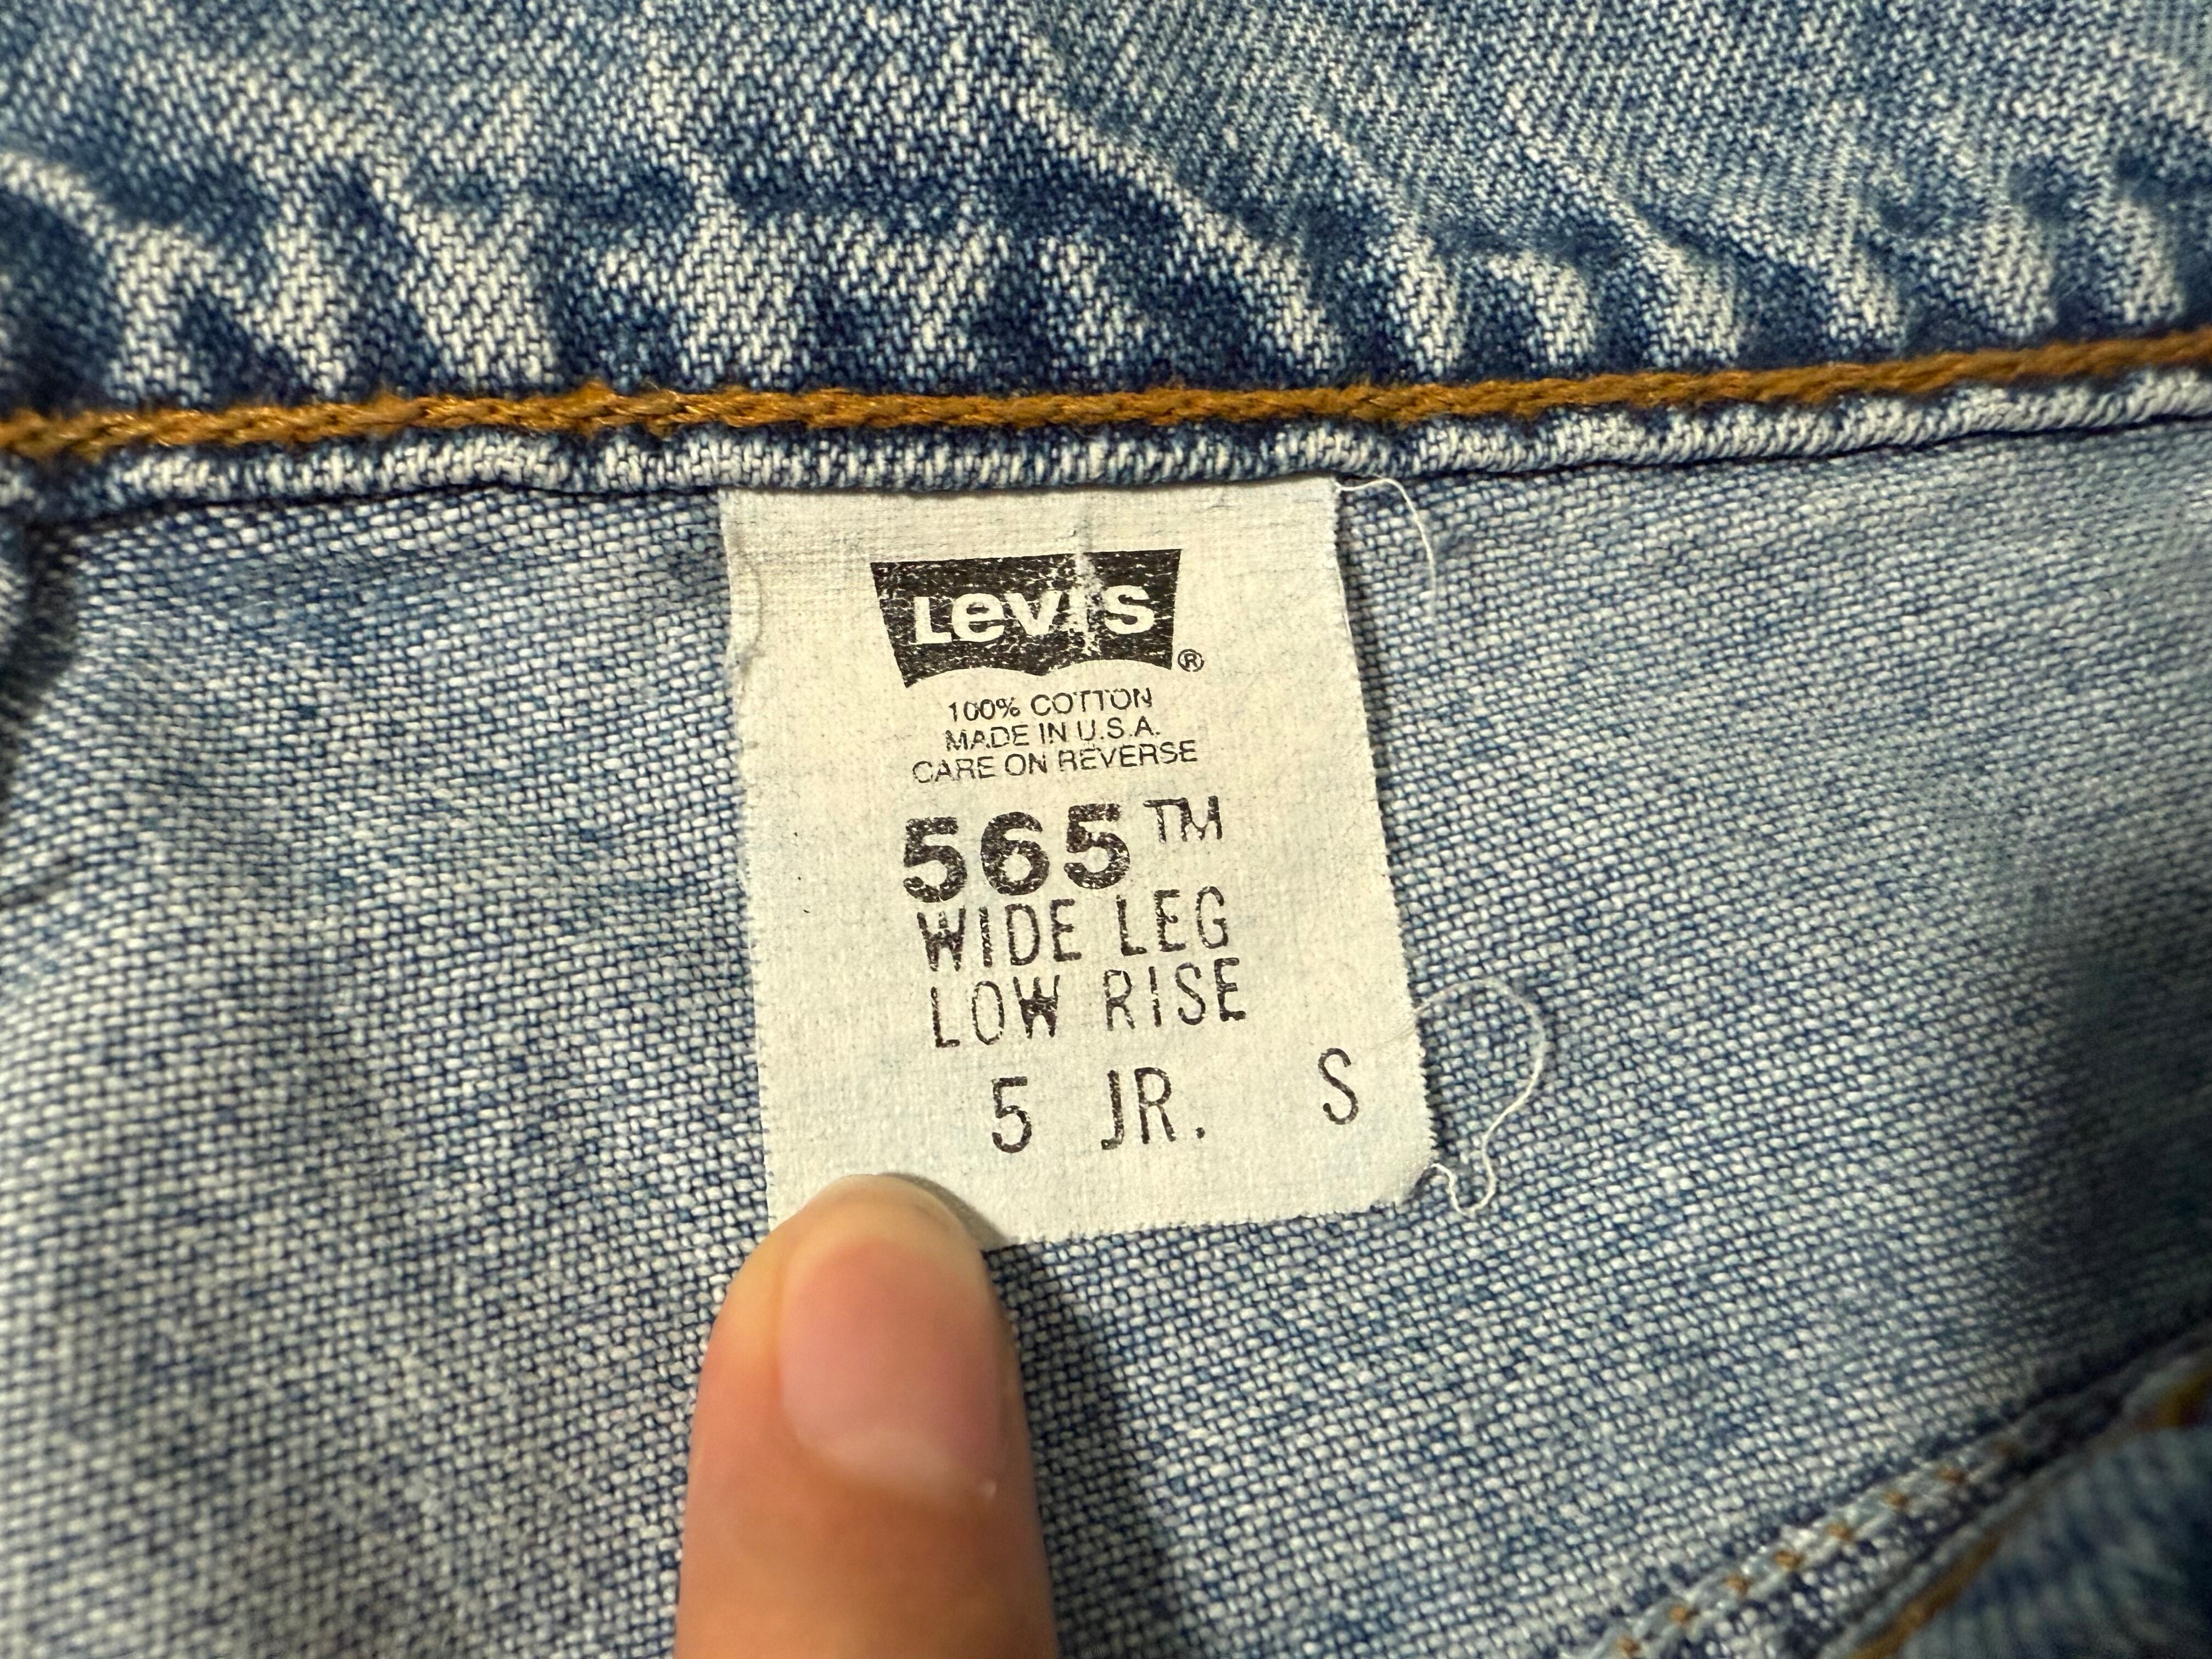 Levi's ®
100% COTTON
MADE IN U.S.A.
CARE ON REVERSE
565™
WIDE LEG
LOW RISE
5 JR. S